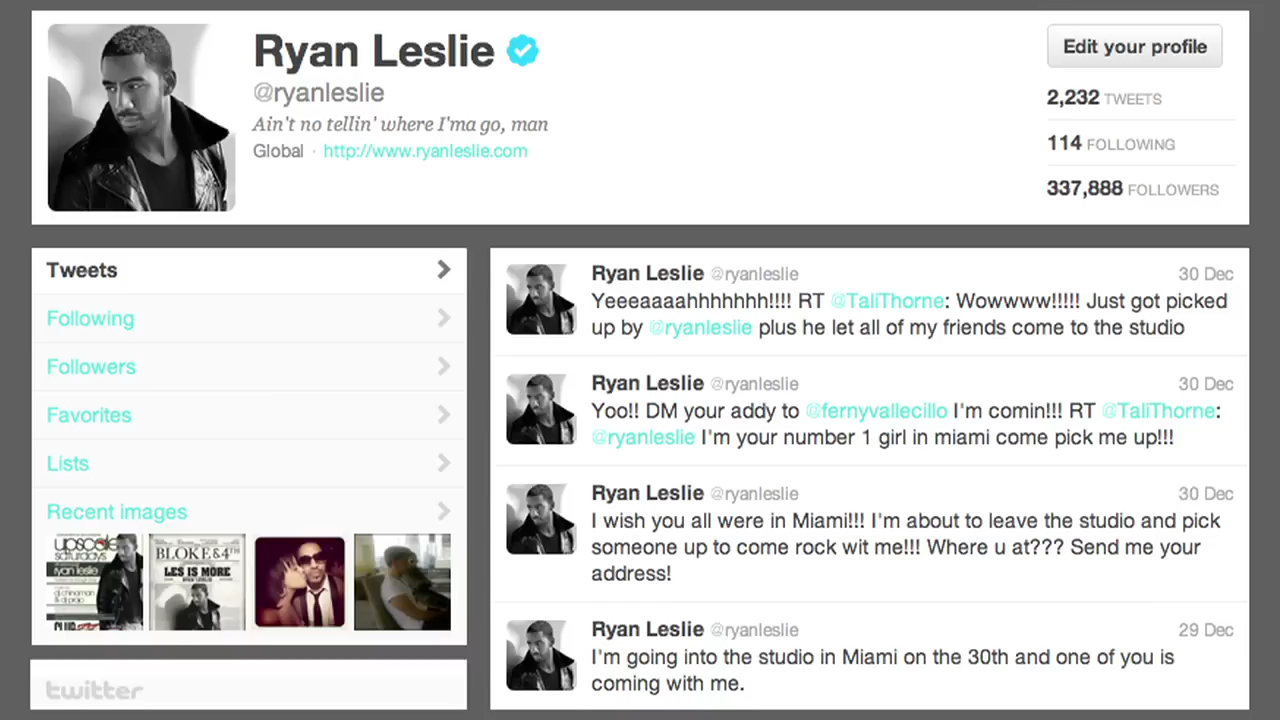 Ryan Leslie
@ryanleslie
Ain't no tellin' where I'ma go, man
Global · http://www.ryanleslie.com
Edit your profile
2,232 TWEETS
114 FOLLOWING
337,888 FOLLOWERS
Tweets
Following
Followers
Favorites
Lists
Recent images
upscale
saturdays
ryan leslie
BLOKE & 4TH
LES IS MORE
RYAN LESLIE
twitter
Ryan Leslie @ryanleslie 30 Dec
Yeeeaaaahhhhhhh!!!! RT @TaliThorne: Wowwww!!!!! Just got picked
up by @ryanleslie plus he let all of my friends come to the studio
Ryan Leslie @ryanleslie 30 Dec
Yoo!! DM your addy to @fernyvallecillo I'm comin!!! RT @TaliThorne:
@ryanleslie I'm your number 1 girl in miami come pick me up!!!
Ryan Leslie @ryanleslie 30 Dec
I wish you all were in Miami!!! I'm about to leave the studio and pick
someone up to come rock wit me!!! Where u at??? Send me your
address!
Ryan Leslie @ryanleslie 29 Dec
I'm going into the studio in Miami on the 30th and one of you is
coming with me.